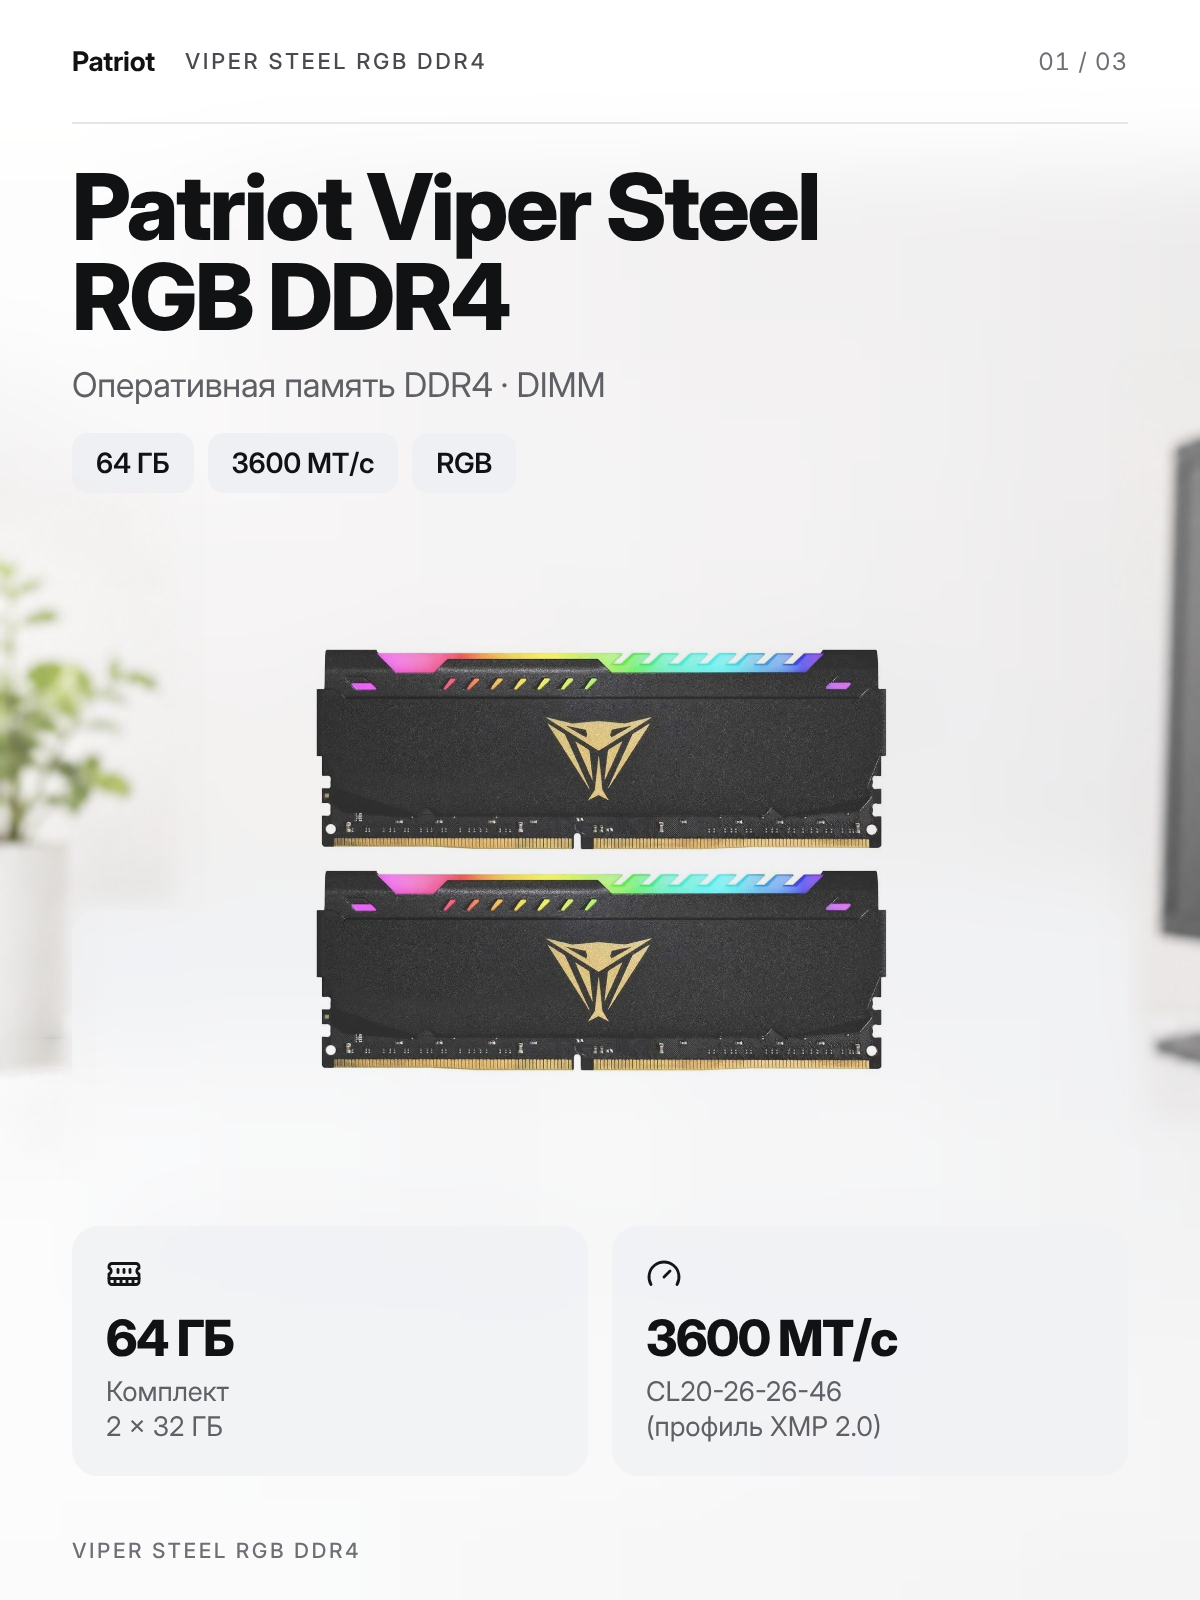 Patriot VIPER STEEL RGB DDR4 01 / 03
Patriot Viper Steel
RGB DDR4
Оперативная память DDR4 · DIMM
64 ГБ 3600 МТ/с RGB
64 ГБ
Комплект
2 × 32 ГБ
3600 МТ/с
CL20-26-26-46
(профиль XMP 2.0)
VIPER STEEL RGB DDR4